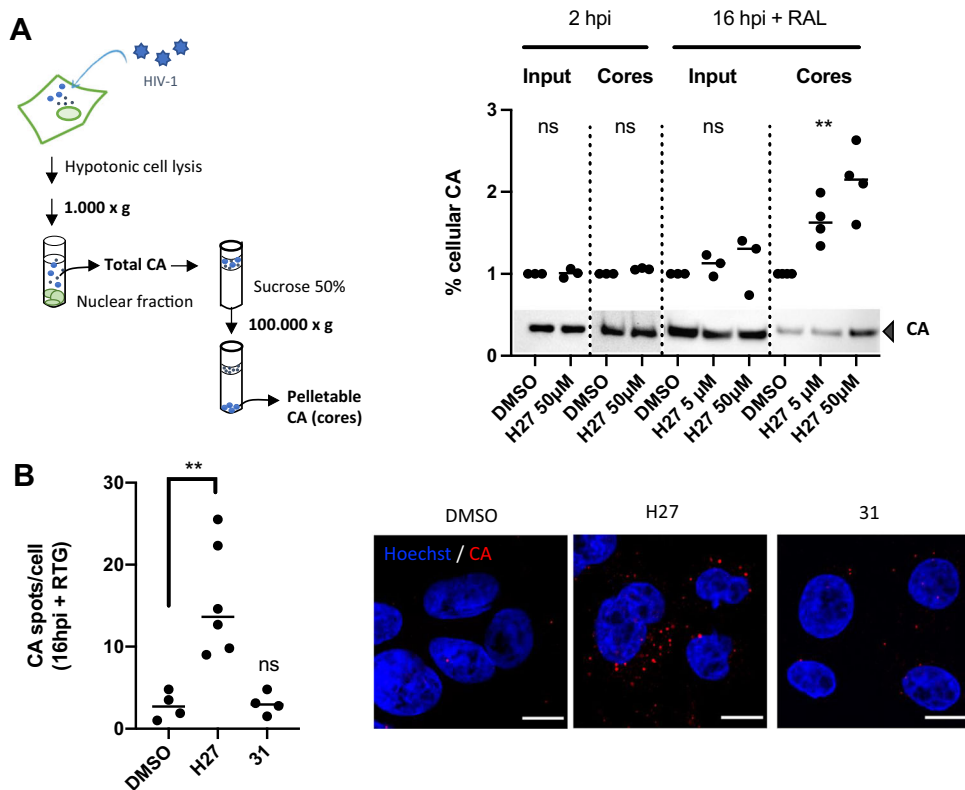 A
HIV-1
Hypotonic cell lysis
1.000 x g
Total CA
Nuclear fraction
Sucrose 50%
100.000 x g
Pelletable
CA (cores)
2 hpi
16 hpi + RAL
Input
Cores
Input
Cores
ns
ns
ns
**
% cellular CA
3
2
1
0
CA
DMSO
H27 50µM
DMSO
H27 50µM
DMSO
H27 5 µM
H27 50µM
DMSO
H27 5 µM
H27 50µM
B
CA spots/cell
(16hpi + RTG)
30
20
10
0
**
ns
DMSO
H27
31
DMSO
H27
31
Hoechst / CA